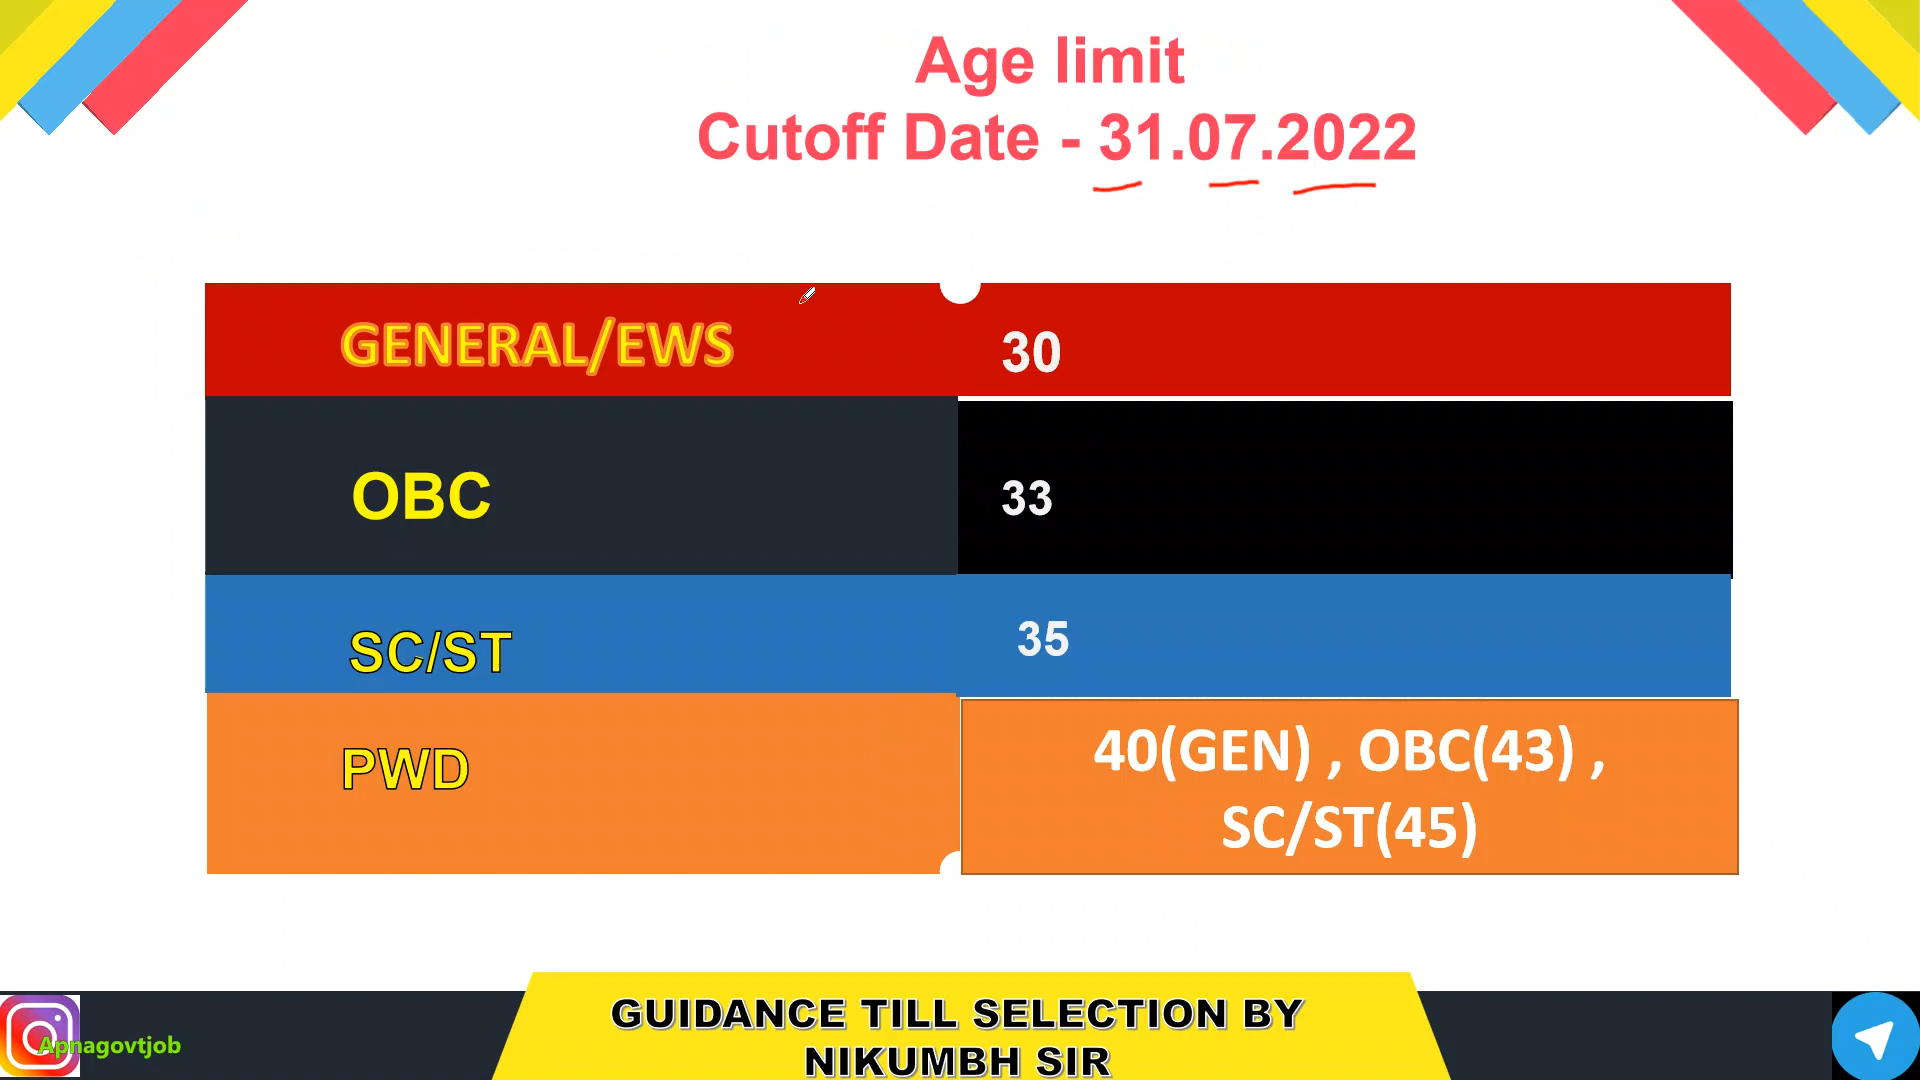 Age limit
Cutoff Date - 31.07.2022
GENERAL/EWS
30
OBC
33
SC/ST
35
PWD
40(GEN) , OBC(43) ,
SC/ST(45)
GUIDANCE TILL SELECTION BY
NIKUMBH SIR
Apnagovtjob